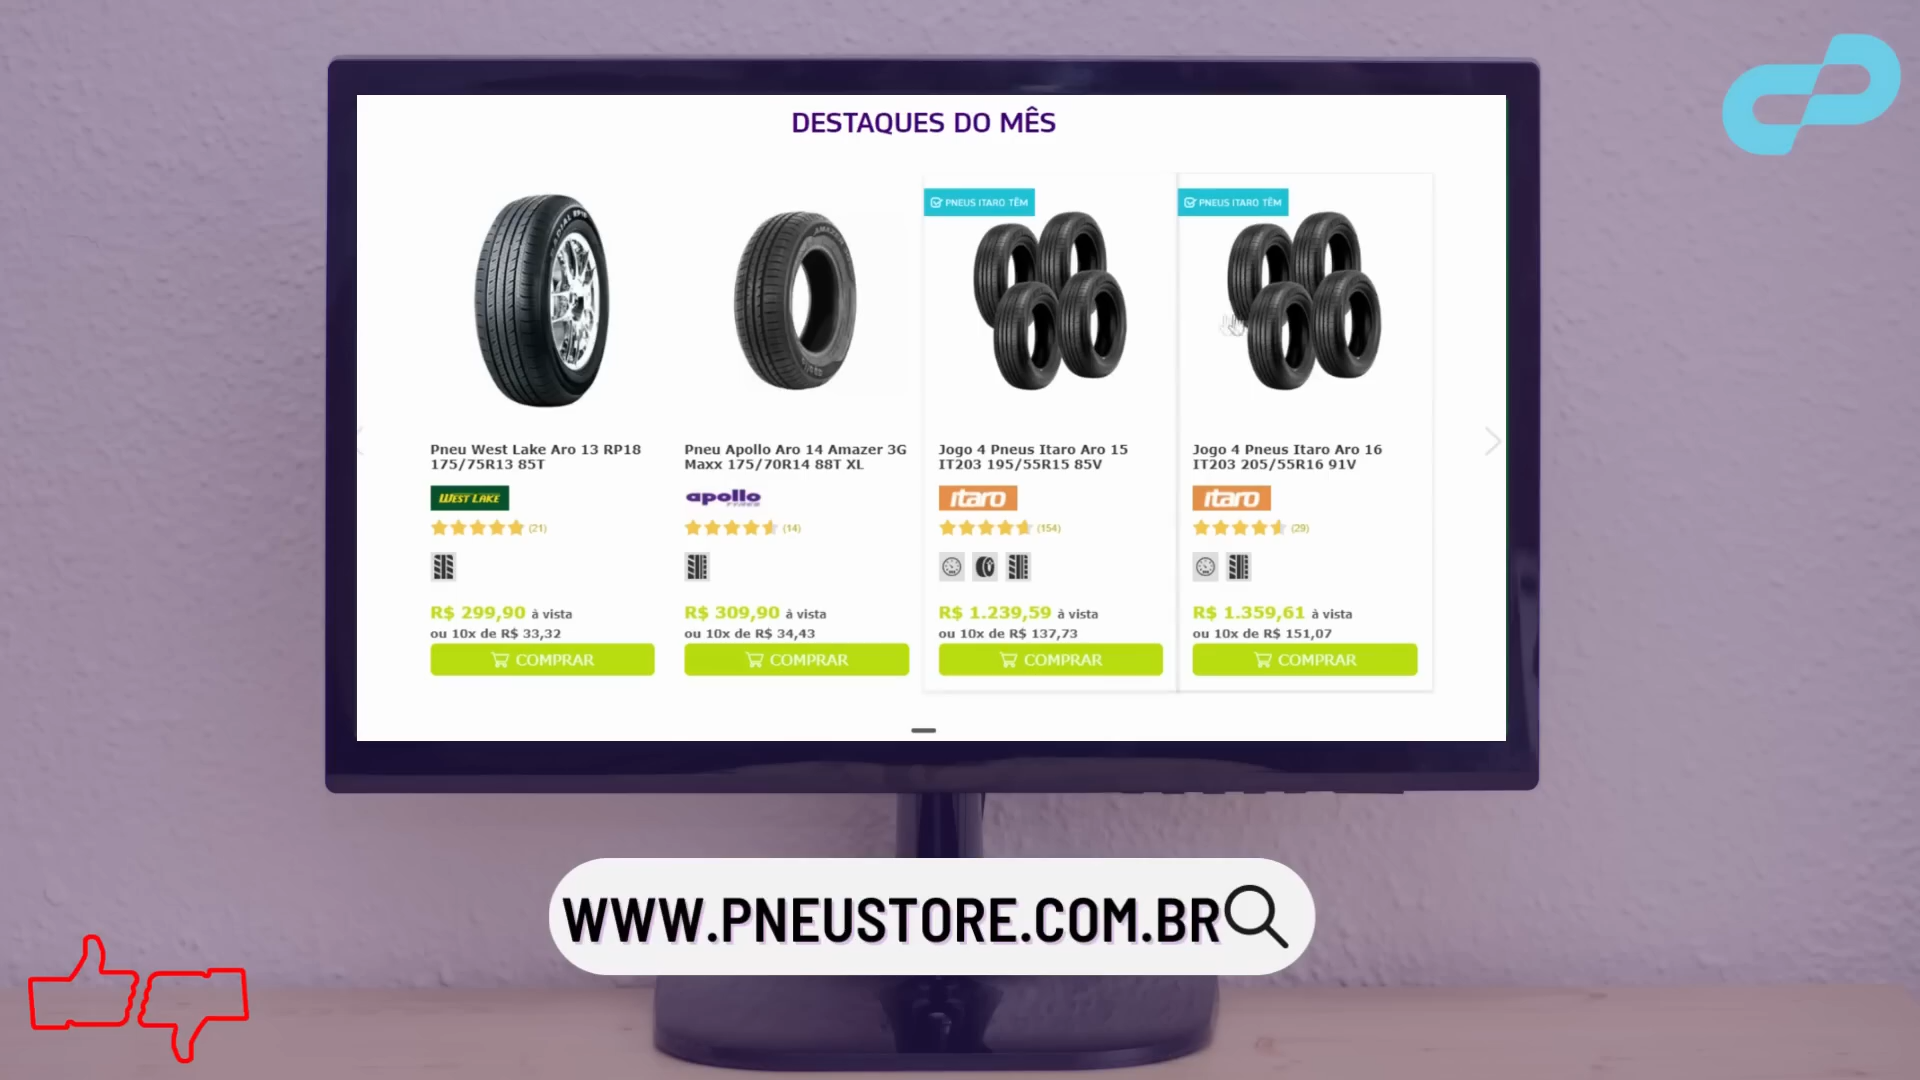 DESTAQUES DO MÊS
PNEUS ITARO TÊM
PNEUS ITARO TÊM
Pneu West Lake Aro 13 RP18
175/75R13 85T
WEST LAKE
(21)
R$ 299,90 à vista
ou 10x de R$ 33,32
COMPRAR
Pneu Apollo Aro 14 Amazer 3G
Maxx 175/70R14 88T XL
apollo
TYRES
(14)
R$ 309,90 à vista
ou 10x de R$ 34,43
COMPRAR
Jogo 4 Pneus Itaro Aro 15
IT203 195/55R15 85V
itaro
(154)
R$ 1.239,59 à vista
ou 10x de R$ 137,73
COMPRAR
Jogo 4 Pneus Itaro Aro 16
IT203 205/55R16 91V
itaro
(29)
R$ 1.359,61 à vista
ou 10x de R$ 151,07
COMPRAR
WWW.PNEUSTORE.COM.BR